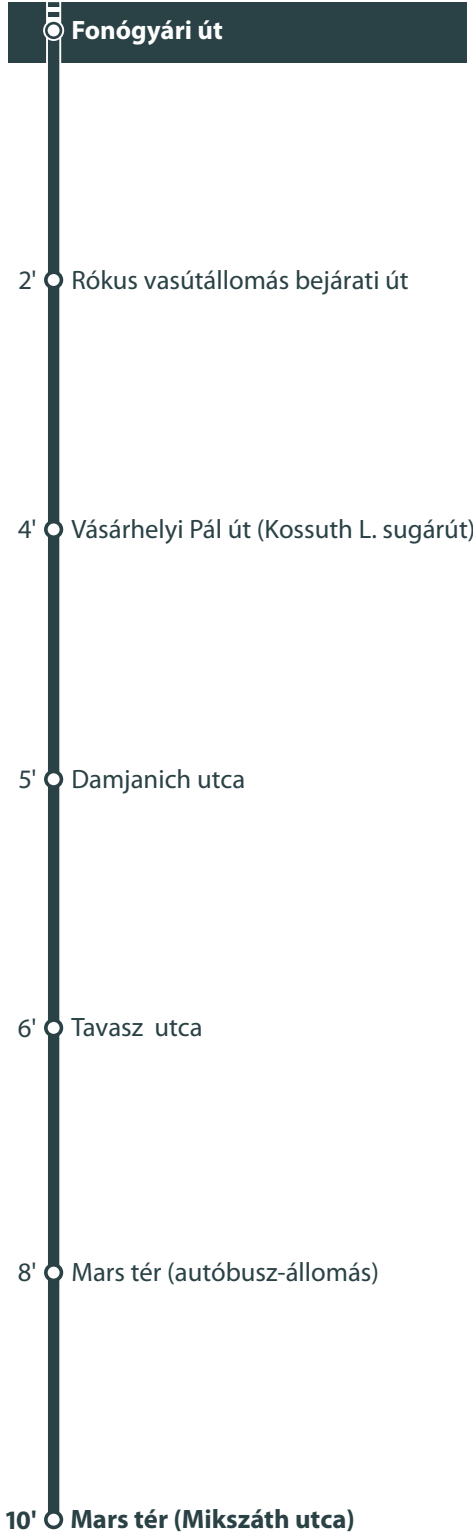 Fonógyári út
2' Rókus vasútállomás bejárati út
4' Vásárhelyi Pál út (Kossuth L. sugárút)
5' Damjanich utca
6' Tavasz utca
8' Mars tér (autóbusz-állomás)
10' Mars tér (Mikszáth utca)